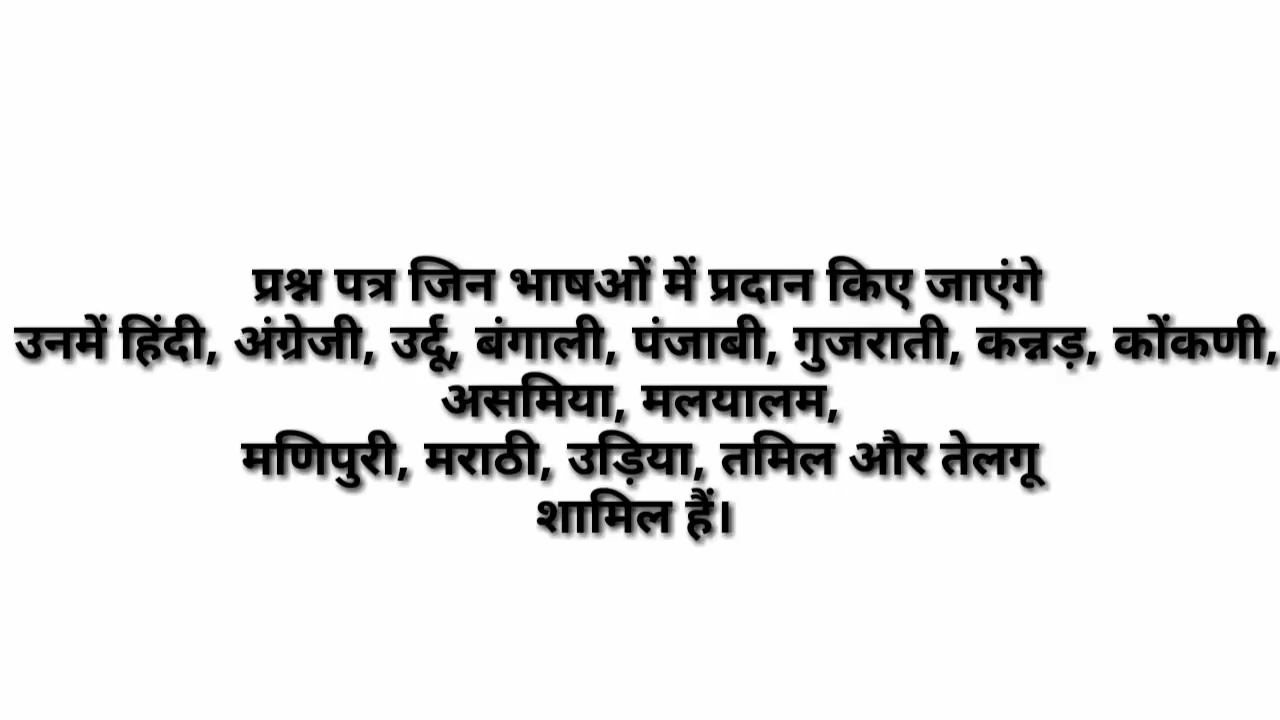 प्रश्न पत्र जिन भाषओं में प्रदान किए जाएंगे
उनमें हिंदी, अंग्रेजी, उर्दू, बंगाली, पंजाबी, गुजराती, कन्नड़, कोंकणी,
असमिया, मलयालम,
मणिपुरी, मराठी, उड़िया, तमिल और तेलगू
शामिल हैं।